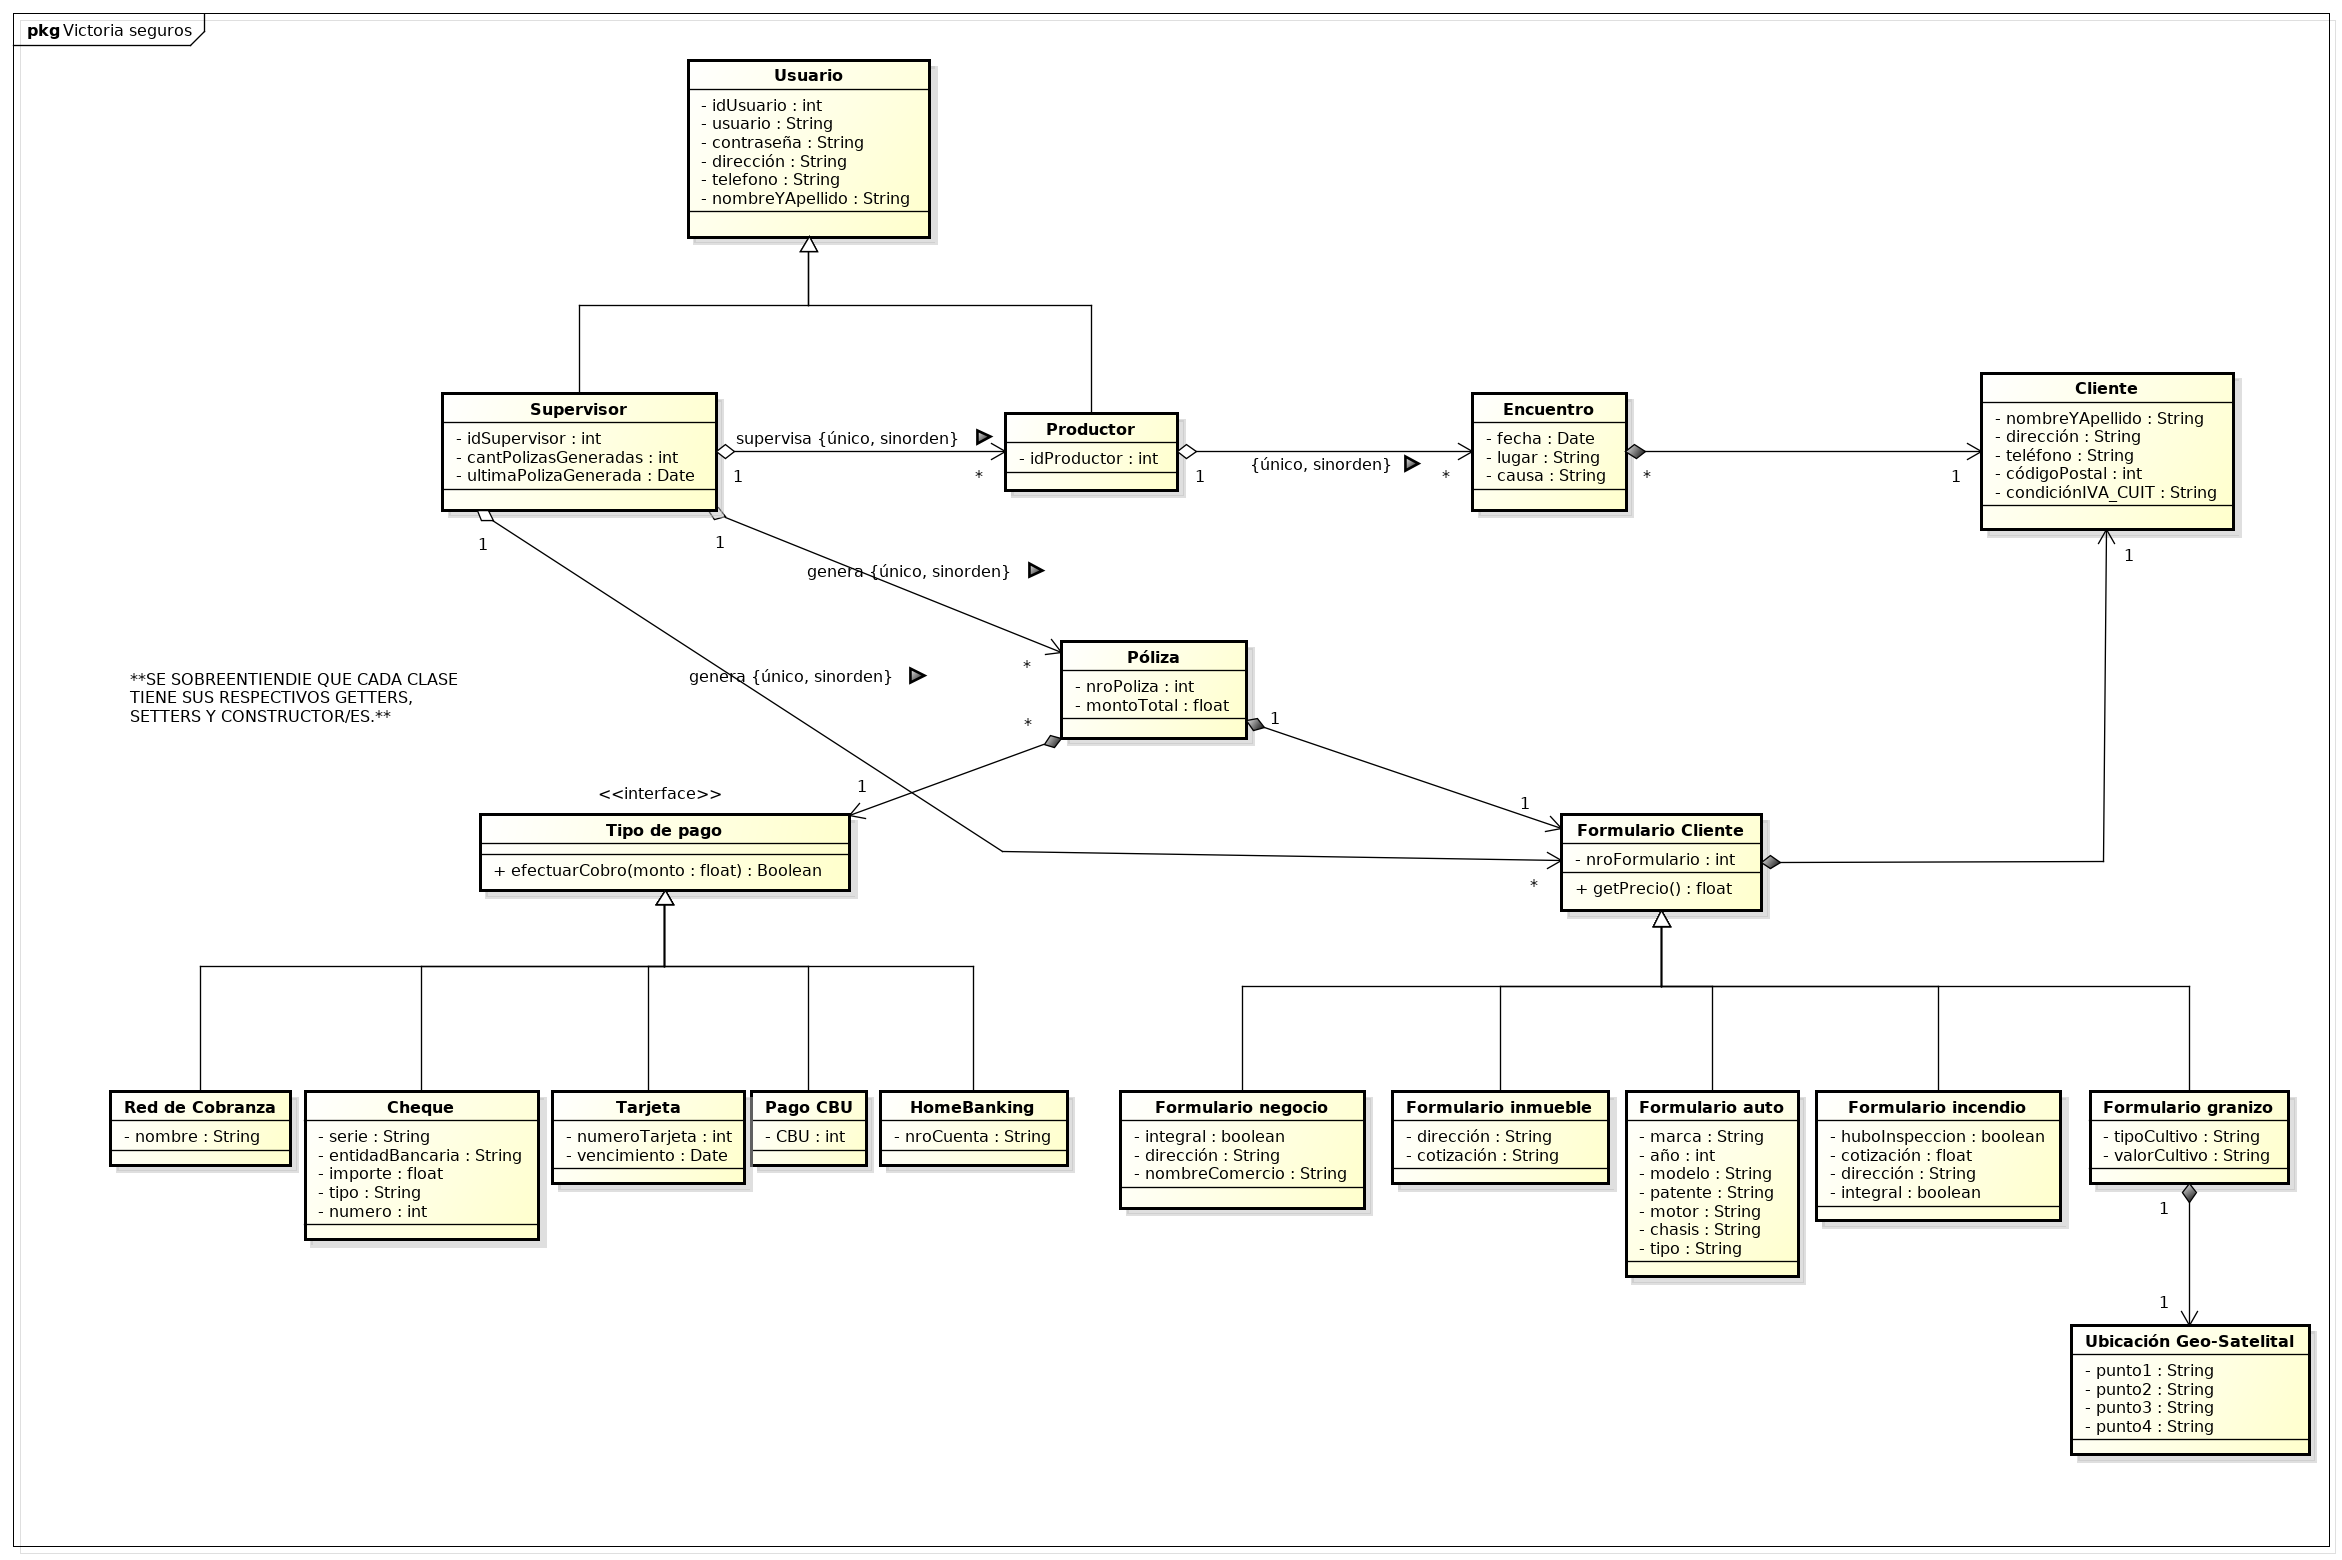 pkg Victoria seguros
Usuario
- idUsuario : int
- usuario : String
- contraseña : String
- dirección : String
- telefono : String
- nombreYApellido : String
Supervisor
- idSupervisor : int
- cantPolizasGeneradas : int
- ultimaPolizaGenerada : Date
supervisa {único, sinorden}
1
*
Productor
- idProductor : int
{único, sinorden}
1
*
Encuentro
- fecha : Date
- lugar : String
- causa : String
*
1
Cliente
- nombreYApellido : String
- dirección : String
- teléfono : String
- códigoPostal : int
- condiciónIVA_CUIT : String
1
1
1
genera {único, sinorden}
*
genera {único, sinorden}
**SE SOBREENTIENDIE QUE CADA CLASE
TIENE SUS RESPECTIVOS GETTERS,
SETTERS Y CONSTRUCTOR/ES.**
Póliza
- nroPoliza : int
- montoTotal : float
*
1
1
1
<<interface>>
Tipo de pago
+ efectuarCobro(monto : float) : Boolean
Formulario Cliente
- nroFormulario : int
+ getPrecio() : float
*
Red de Cobranza
- nombre : String
Cheque
- serie : String
- entidadBancaria : String
- importe : float
- tipo : String
- numero : int
Tarjeta
- numeroTarjeta : int
- vencimiento : Date
Pago CBU
- CBU : int
HomeBanking
- nroCuenta : String
Formulario negocio
- integral : boolean
- dirección : String
- nombreComercio : String
Formulario inmueble
- dirección : String
- cotización : String
Formulario auto
- marca : String
- año : int
- modelo : String
- patente : String
- motor : String
- chasis : String
- tipo : String
Formulario incendio
- huboInspeccion : boolean
- cotización : float
- dirección : String
- integral : boolean
Formulario granizo
- tipoCultivo : String
- valorCultivo : String
1
1
Ubicación Geo-Satelital
- punto1 : String
- punto2 : String
- punto3 : String
- punto4 : String